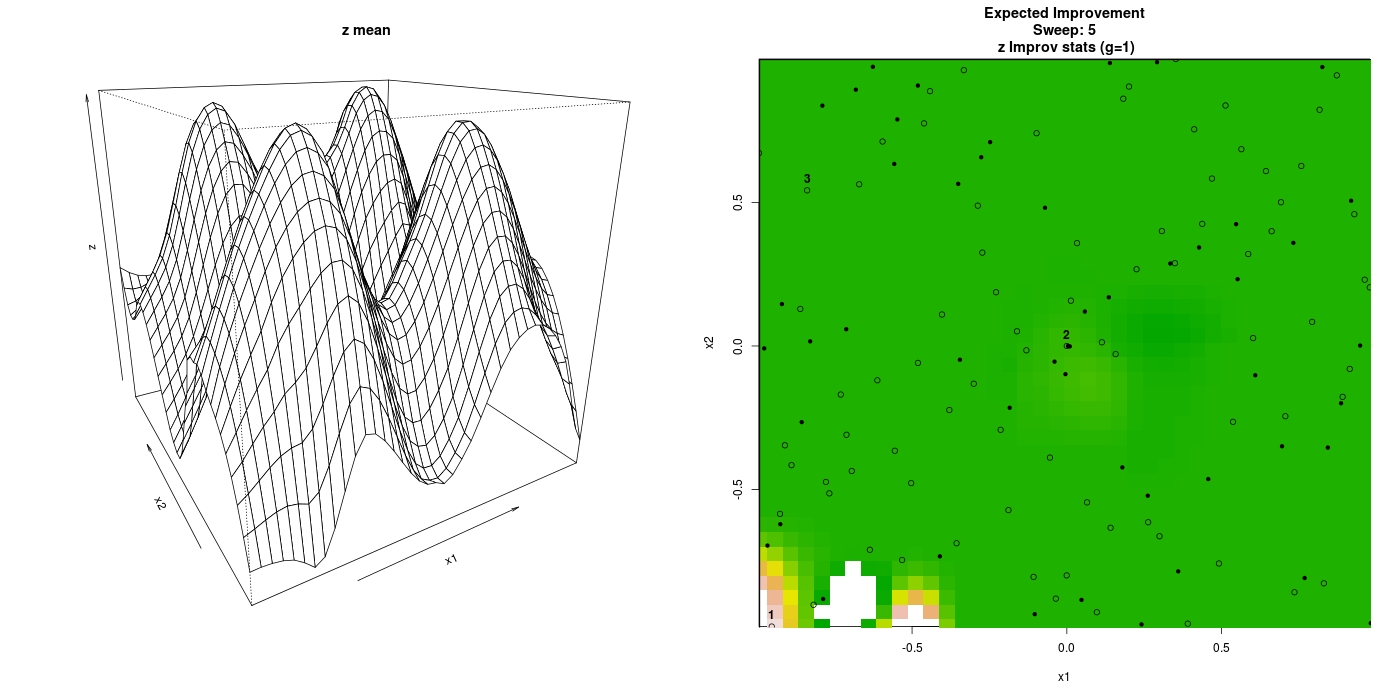 z mean
z
x2
x1
Expected Improvement
Sweep: 5
z Improv stats (g=1)
x2
0.5
0.0
-0.5
3
2
1
-0.5
0.0
0.5
x1